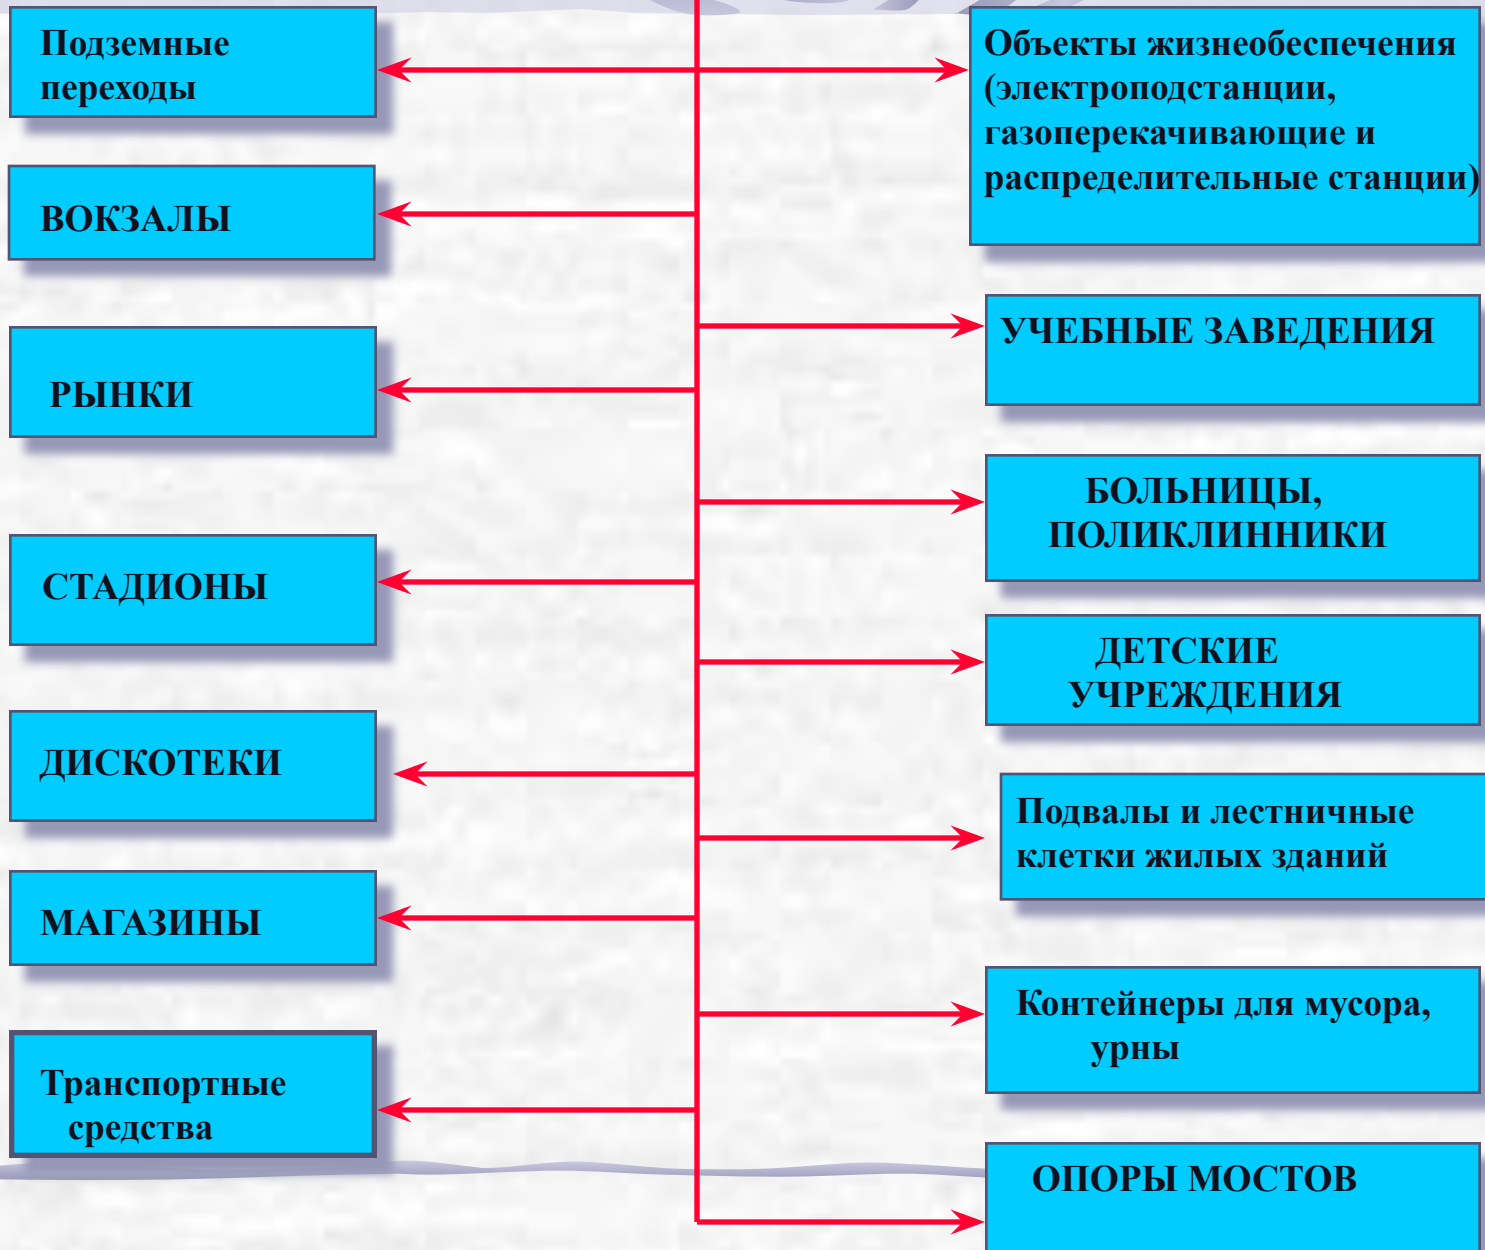 Подземные
переходы
ВОКЗАЛЫ
РЫНКИ
СТАДИОНЫ
ДИСКОТЕКИ
МАГАЗИНЫ
Транспортные
средства
Объекты жизнеобеспечения
(электроподстанции,
газоперекачивающие и
распределительные станции)
УЧЕБНЫЕ ЗАВЕДЕНИЯ
БОЛЬНИЦЫ,
ПОЛИКЛИННИКИ
ДЕТСКИЕ
УЧРЕЖДЕНИЯ
Подвалы и лестничные
клетки жилых зданий
Контейнеры для мусора,
урны
ОПОРЫ МОСТОВ